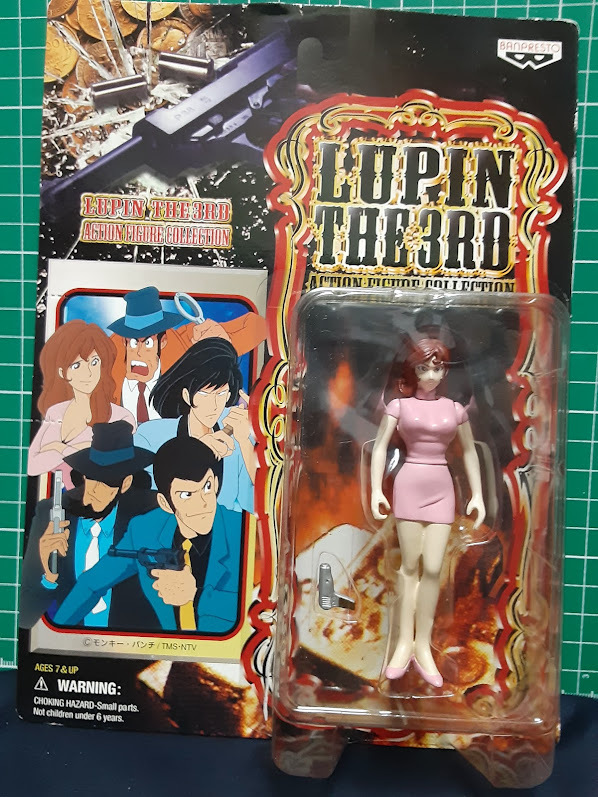 BANPRESTO
P38
LUPIN THE 3RD
ACTION FIGURE COLLECTION
LUPIN
THE 3RD
ACTION FIGURE COLLECTION
©モンキー・パンチ / TMS・NTV
AGES 7 & UP
WARNING:
CHOKING HAZARD-Small parts.
Not children under 6 years.